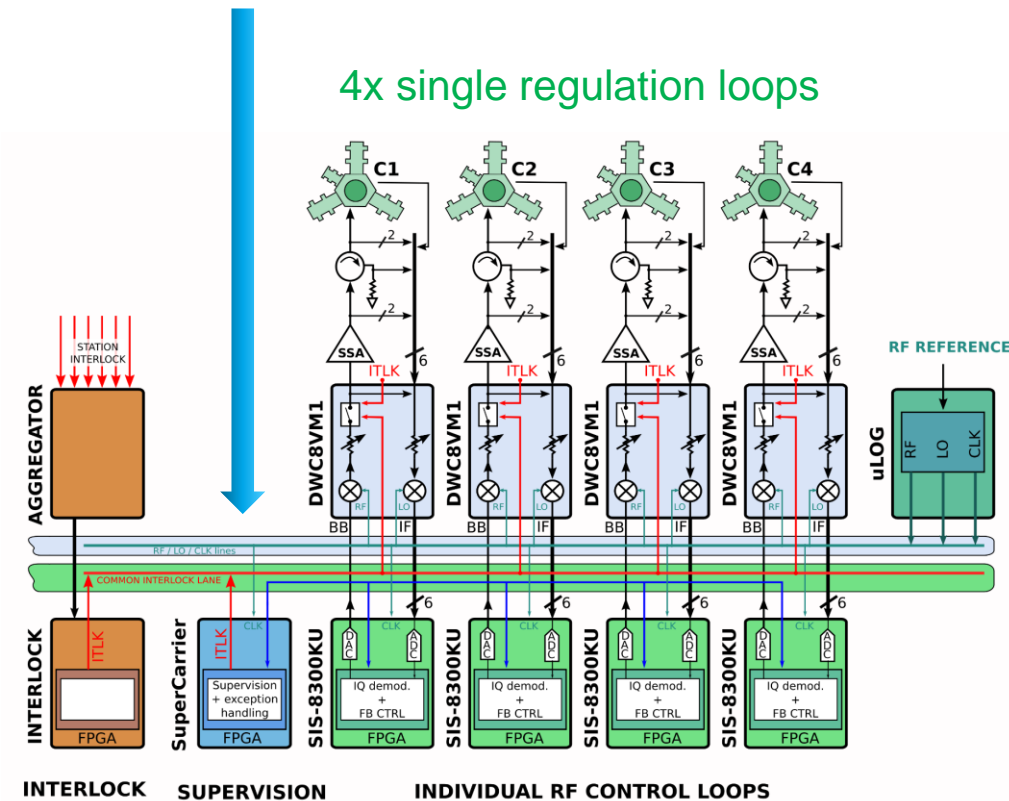 4x single regulation loops
C1
C2
C3
C4
2
2
2
2
2
2
2
2
SSA
SSA
SSA
SSA
6
6
6
6
STATION
INTERLOCK
RF REFERENCE
ITLK
ITLK
ITLK
ITLK
AGGREGATOR
DWC8VM1
DWC8VM1
DWC8VM1
DWC8VM1
uLOG
RF
LO
CLK
RF
LO
RF
LO
RF
LO
RF
LO
BB
IF
BB
IF
BB
IF
BB
IF
RF / LO / CLK lines
COMMON INTERLOCK LANE
6
6
6
6
INTERLOCK
ITLK
FPGA
SuperCarrier
ITLK
CLK
Supervision
+ exception
handling
FPGA
SIS-8300KU
DAC
CLK
ADC
IQ demod.
+
FB CTRL
FPGA
SIS-8300KU
DAC
CLK
ADC
IQ demod.
+
FB CTRL
FPGA
SIS-8300KU
DAC
CLK
ADC
IQ demod.
+
FB CTRL
FPGA
SIS-8300KU
DAC
CLK
ADC
IQ demod.
+
FB CTRL
FPGA
INTERLOCK
SUPERVISION
INDIVIDUAL RF CONTROL LOOPS